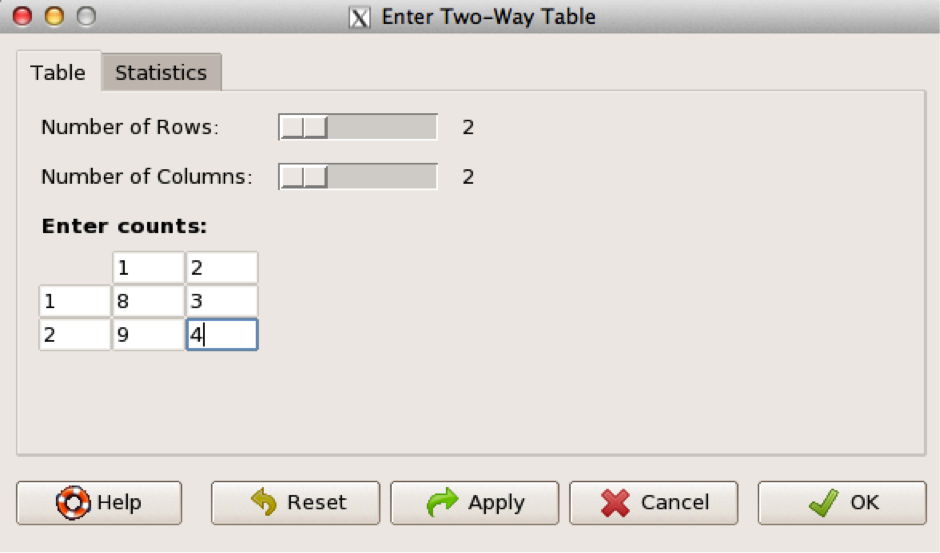 Enter Two-Way Table
Table Statistics
Number of Rows: 2
Number of Columns: 2
Enter counts:
1 2
1 8 3
2 9 4
Help Reset Apply Cancel OK